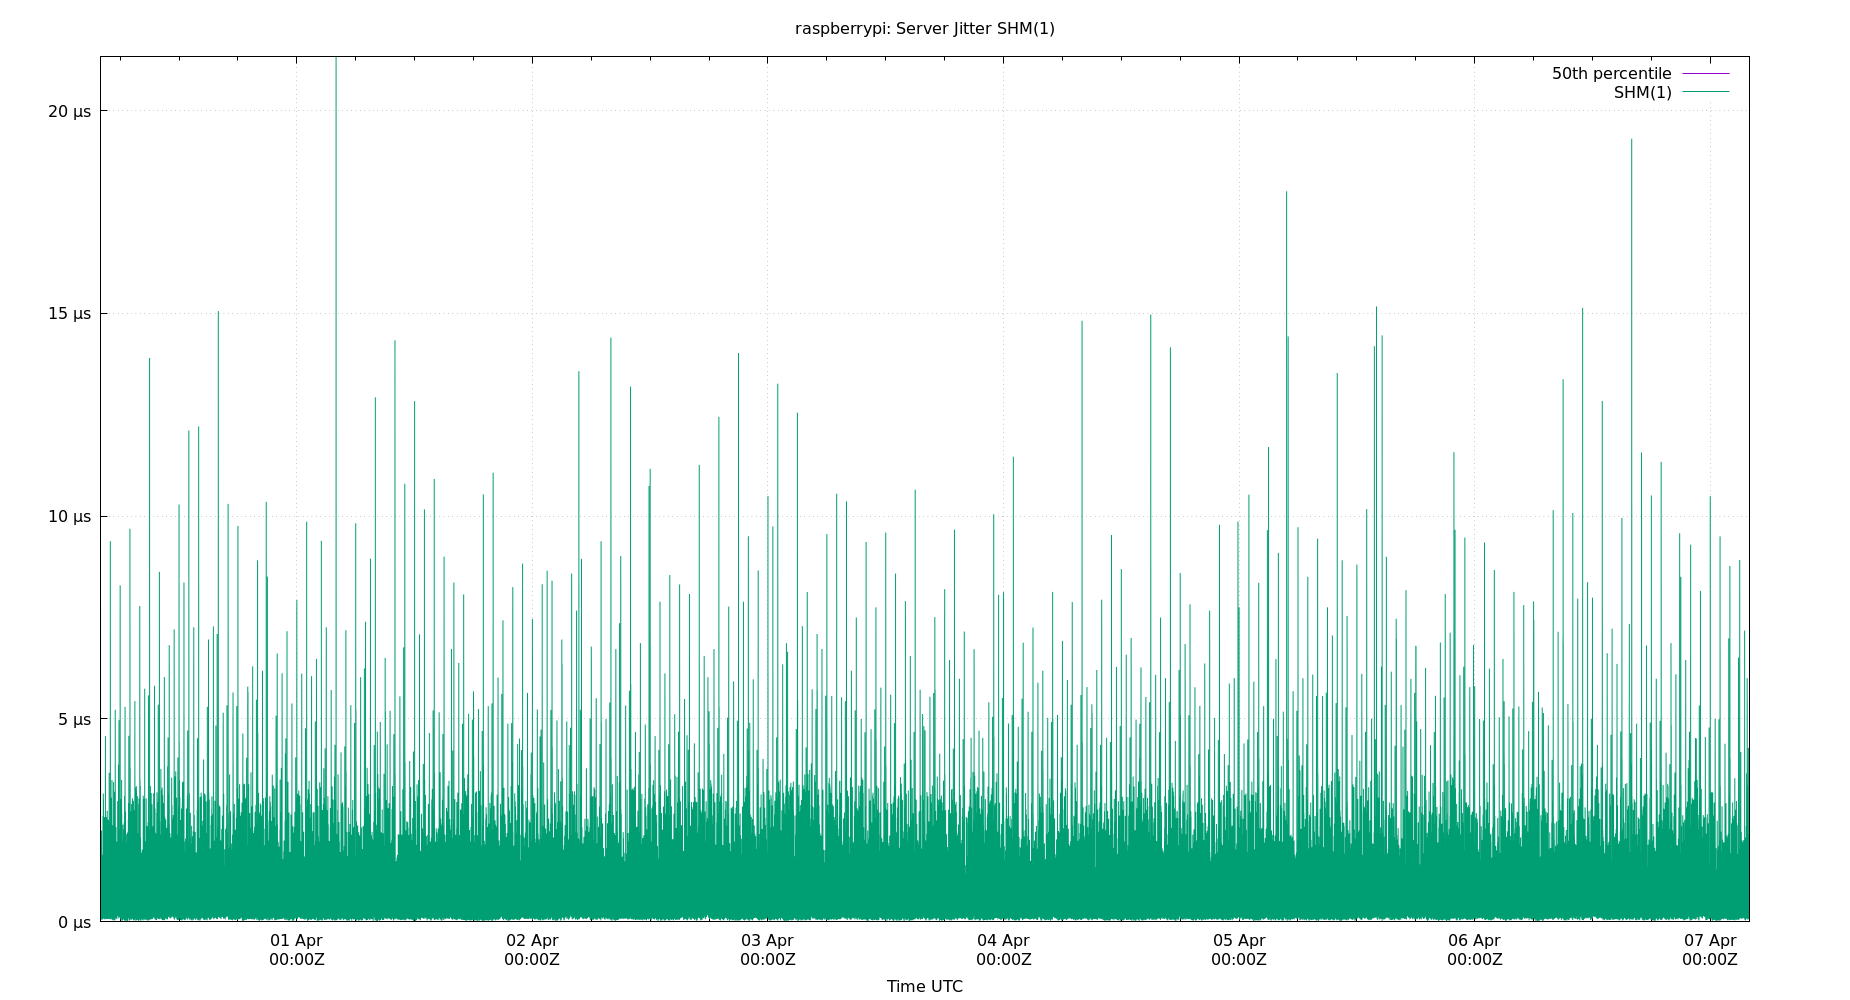 raspberrypi: Server Jitter SHM(1)
50th percentile
SHM(1)
20 µs
15 µs
10 µs
5 µs
0 µs
01 Apr 02 Apr 03 Apr 04 Apr 05 Apr 06 Apr 07 Apr
00:00Z 00:00Z 00:00Z 00:00Z 00:00Z 00:00Z 00:00Z
Time UTC